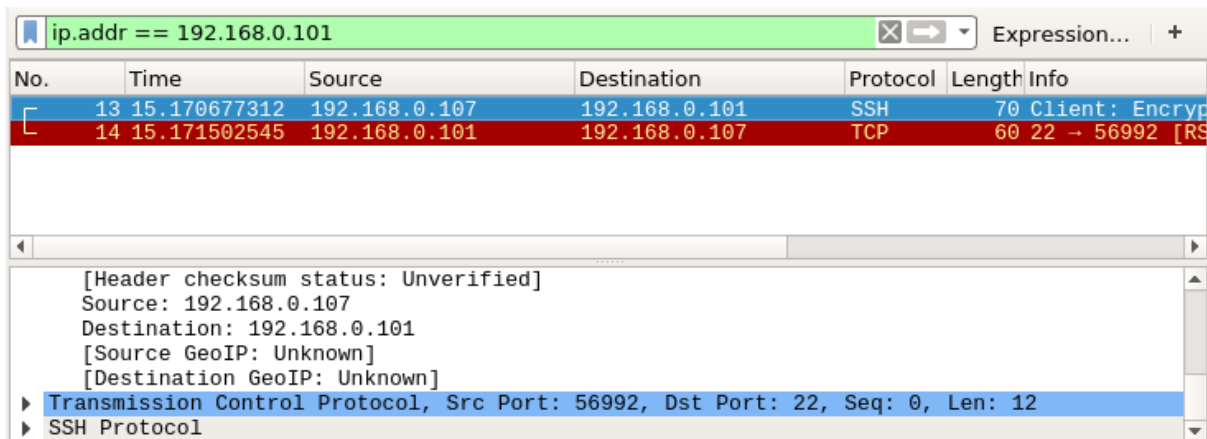 ip.addr == 192.168.0.101 Expression... +
No. Time Source Destination Protocol Length Info
13 15.170677312 192.168.0.107 192.168.0.101 SSH 70 Client: Encryp
14 15.171502545 192.168.0.101 192.168.0.107 TCP 60 22 → 56992 [RS
[Header checksum status: Unverified]
Source: 192.168.0.107
Destination: 192.168.0.101
[Source GeoIP: Unknown]
[Destination GeoIP: Unknown]
Transmission Control Protocol, Src Port: 56992, Dst Port: 22, Seq: 0, Len: 12
SSH Protocol